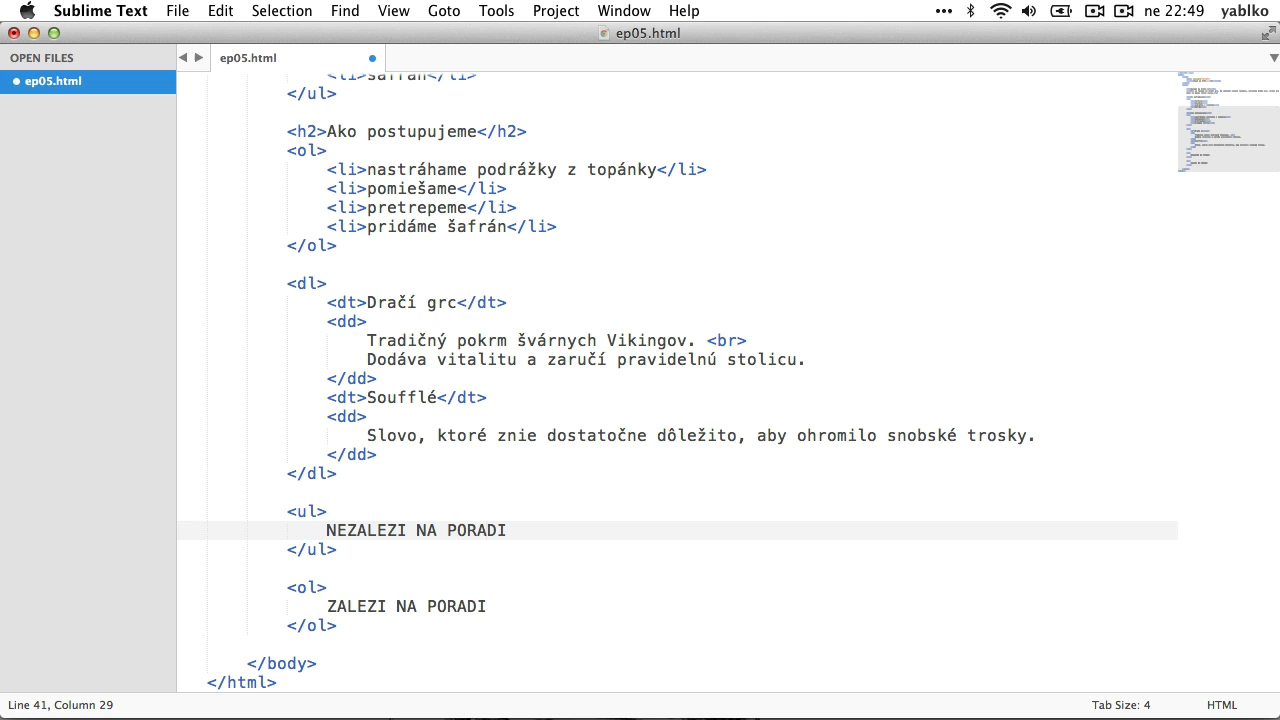 Sublime Text File Edit Selection Find View Goto Tools Project Window Help ne 22:49 yablko
ep05.html
OPEN FILES
ep05.html
ep05.html
<li>šafrán</li>
</ul>
<h2>Ako postupujeme</h2>
<ol>
<li>nastráhame podrážky z topánky</li>
<li>pomiešame</li>
<li>pretrepeme</li>
<li>pridáme šafrán</li>
</ol>
<dl>
<dt>Dračí grc</dt>
<dd>
Tradičný pokrm švárnych Vikingov. <br>
Dodáva vitalitu a zaručí pravidelnú stolicu.
</dd>
<dt>Soufflé</dt>
<dd>
Slovo, ktoré znie dostatočne dôležito, aby ohromilo snobské trosky.
</dd>
</dl>
<ul>
NEZALEZI NA PORADI
</ul>
<ol>
ZALEZI NA PORADI
</ol>
</body>
</html>
Line 41, Column 29
Tab Size: 4
HTML